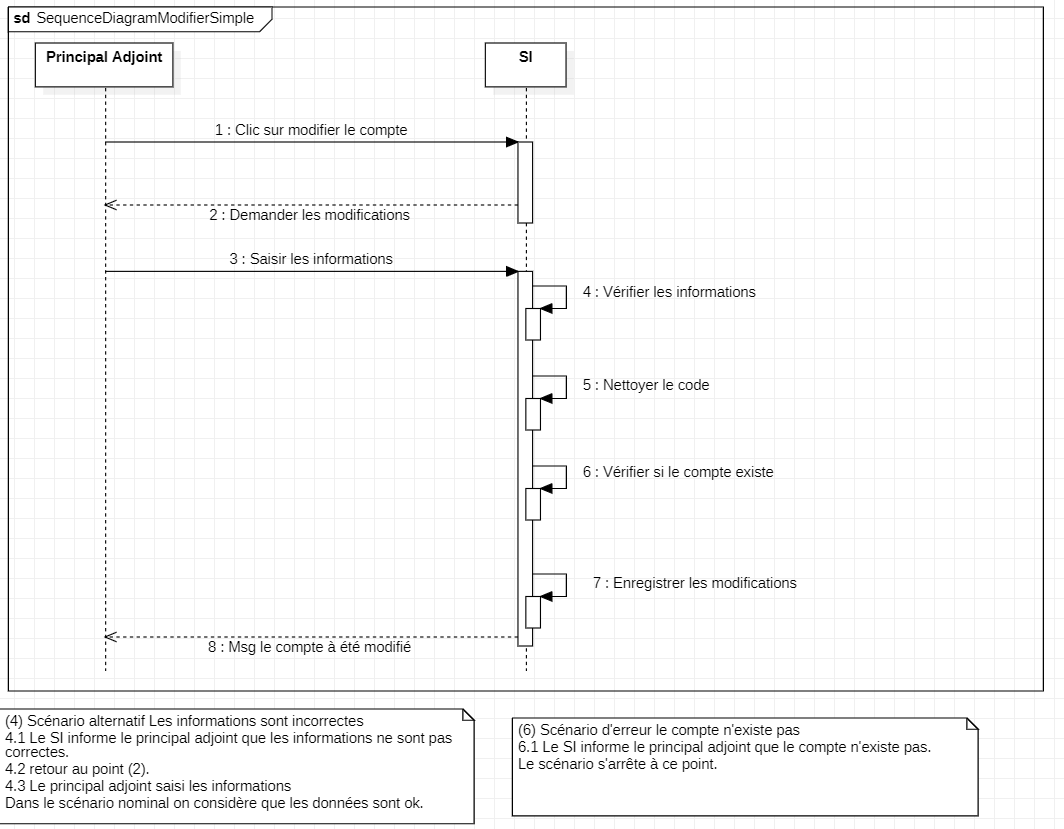 sd SequenceDiagramModifierSimple
Principal Adjoint
SI
1 : Clic sur modifier le compte
2 : Demander les modifications
3 : Saisir les informations
4 : Vérifier les informations
5 : Nettoyer le code
6 : Vérifier si le compte existe
7 : Enregistrer les modifications
8 : Msg le compte à été modifié
(4) Scénario alternatif Les informations sont incorrectes
4.1 Le SI informe le principal adjoint que les informations ne sont pas
correctes.
4.2 retour au point (2).
4.3 Le principal adjoint saisi les informations
Dans le scénario nominal on considère que les données sont ok.
(6) Scénario d'erreur le compte n'existe pas
6.1 Le SI informe le principal adjoint que le compte n'existe pas.
Le scénario s'arrête à ce point.